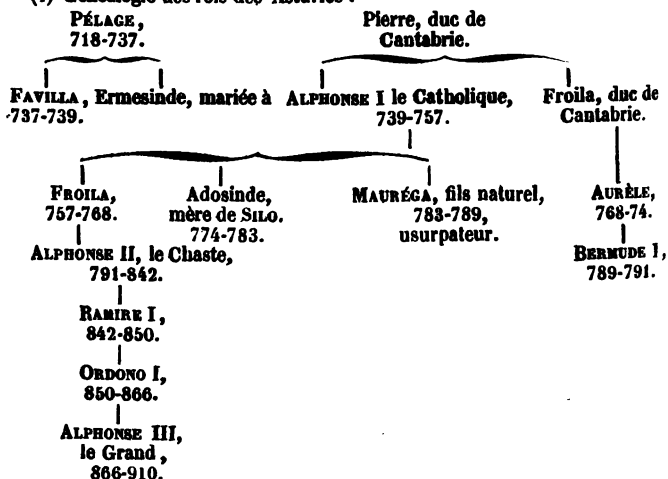 (.) Généalogie des rois des Asturies :
PÉLAGE,
718-737.
Pierre, duc de
Cantabrie.
FAVILLA, Ermesinde, mariée à ALPHONSE I le Catholique,
737-739.
739-757.
Froila, duc de
Cantabrie.
FROILA,
757-768.
Adosinde,
mère de SILO.
774-783.
MAURÉGA, fils naturel,
783-789,
usurpateur.
AURÈLE,
768-74.
ALPHONSE II, le Chaste,
791-842.
BERMUDE I,
789-791.
RAMIRE I,
842-850.
ORDONO I,
850-866.
ALPHONSE III,
le Grand,
866-910.